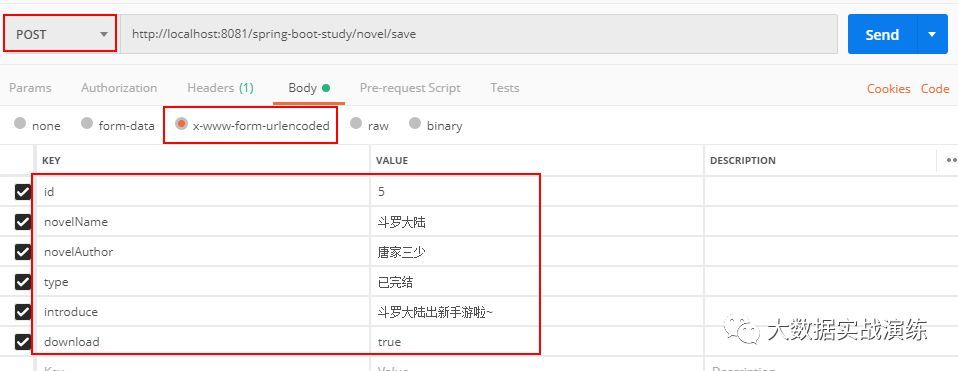 POST http://localhost:8081/spring-boot-study/novel/save Send
Params Authorization Headers (1) Body Pre-request Script Tests Cookies Code
none form-data x-www-form-urlencoded raw binary
KEY VALUE DESCRIPTION
id 5
novelName 斗罗大陆
novelAuthor 唐家三少
type 已完结
introduce 斗罗大陆出新手游啦~
download true
大数据实战演练
Key Value Description